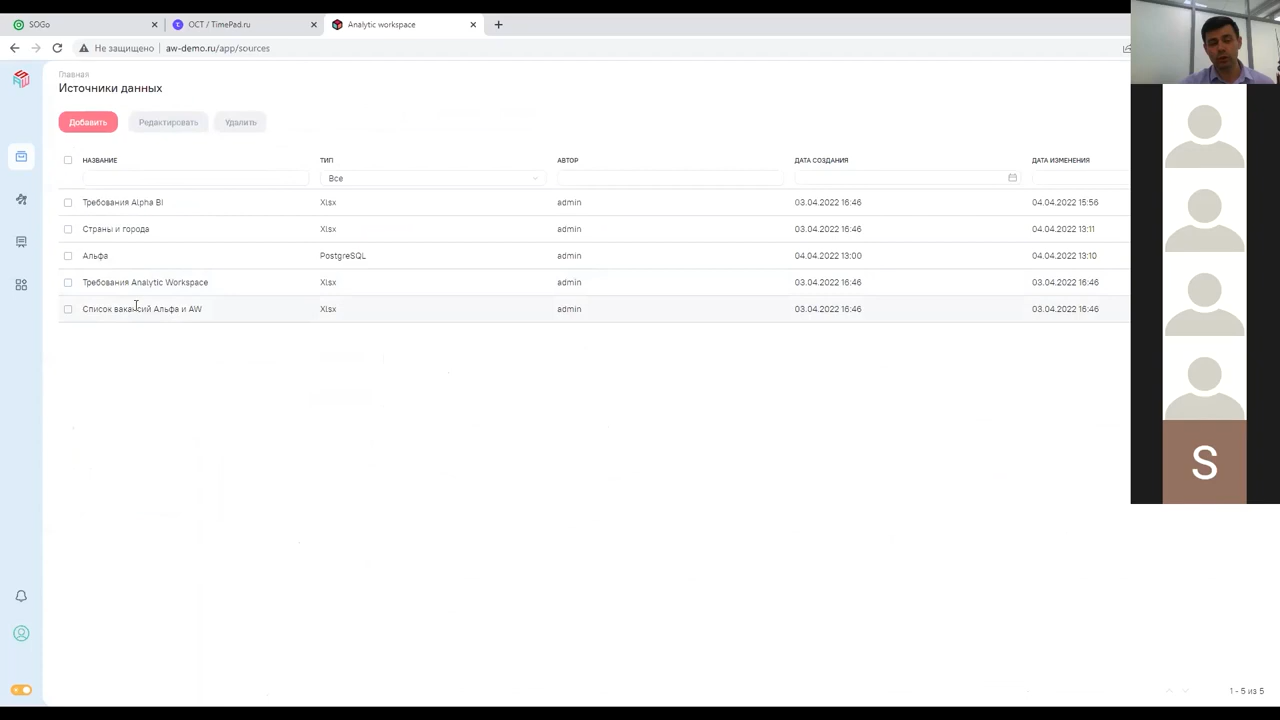 SOGo
ОСТ / TimePad.ru
Analytic workspace
Не защищено
aw-demo.ru/app/sources
Главная
Источники данных
Добавить
Редактировать
Удалить
НАЗВАНИЕ ТИП АВТОР ДАТА СОЗДАНИЯ ДАТА ИЗМЕНЕНИЯ
Все
Требования Alpha BI Xlsx admin 03.04.2022 16:46 04.04.2022 15:56
Страны и города Xlsx admin 03.04.2022 16:46 04.04.2022 13:11
Альфа PostgreSQL admin 04.04.2022 13:00 04.04.2022 13:10
Требования Analytic Workspace Xlsx admin 03.04.2022 16:46 03.04.2022 16:46
Список вакансий Альфа и AW Xlsx admin 03.04.2022 16:46 03.04.2022 16:46
S
1 - 5 из 5